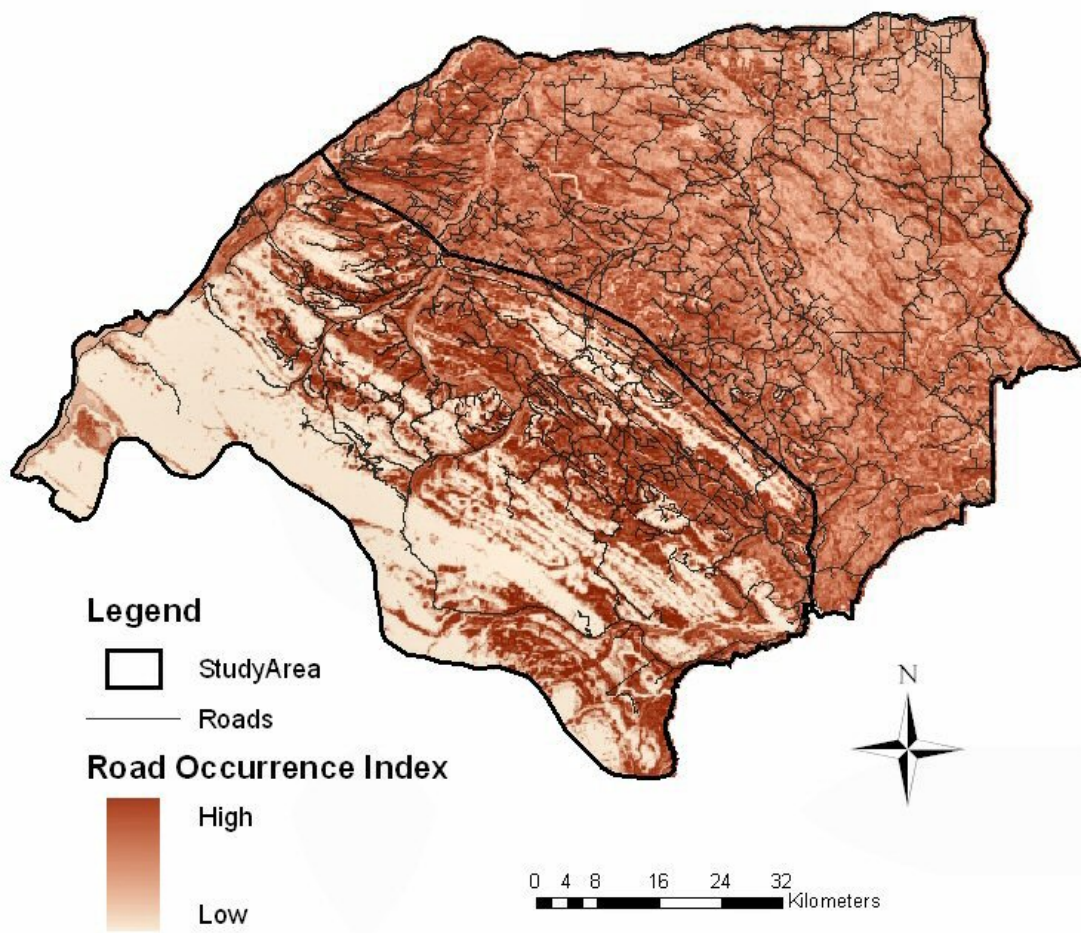 Legend
StudyArea
Roads
Road Occurrence Index
High
Low
N
0 4 8 16 24 32
Kilometers